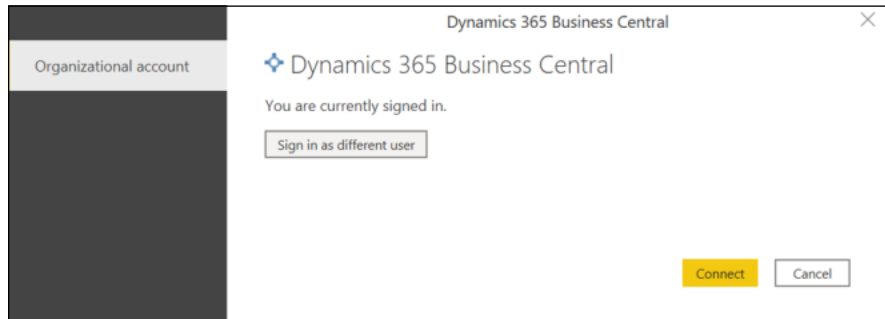 Dynamics 365 Business Central
Organizational account
Dynamics 365 Business Central
You are currently signed in.
Sign in as different user
Connect
Cancel